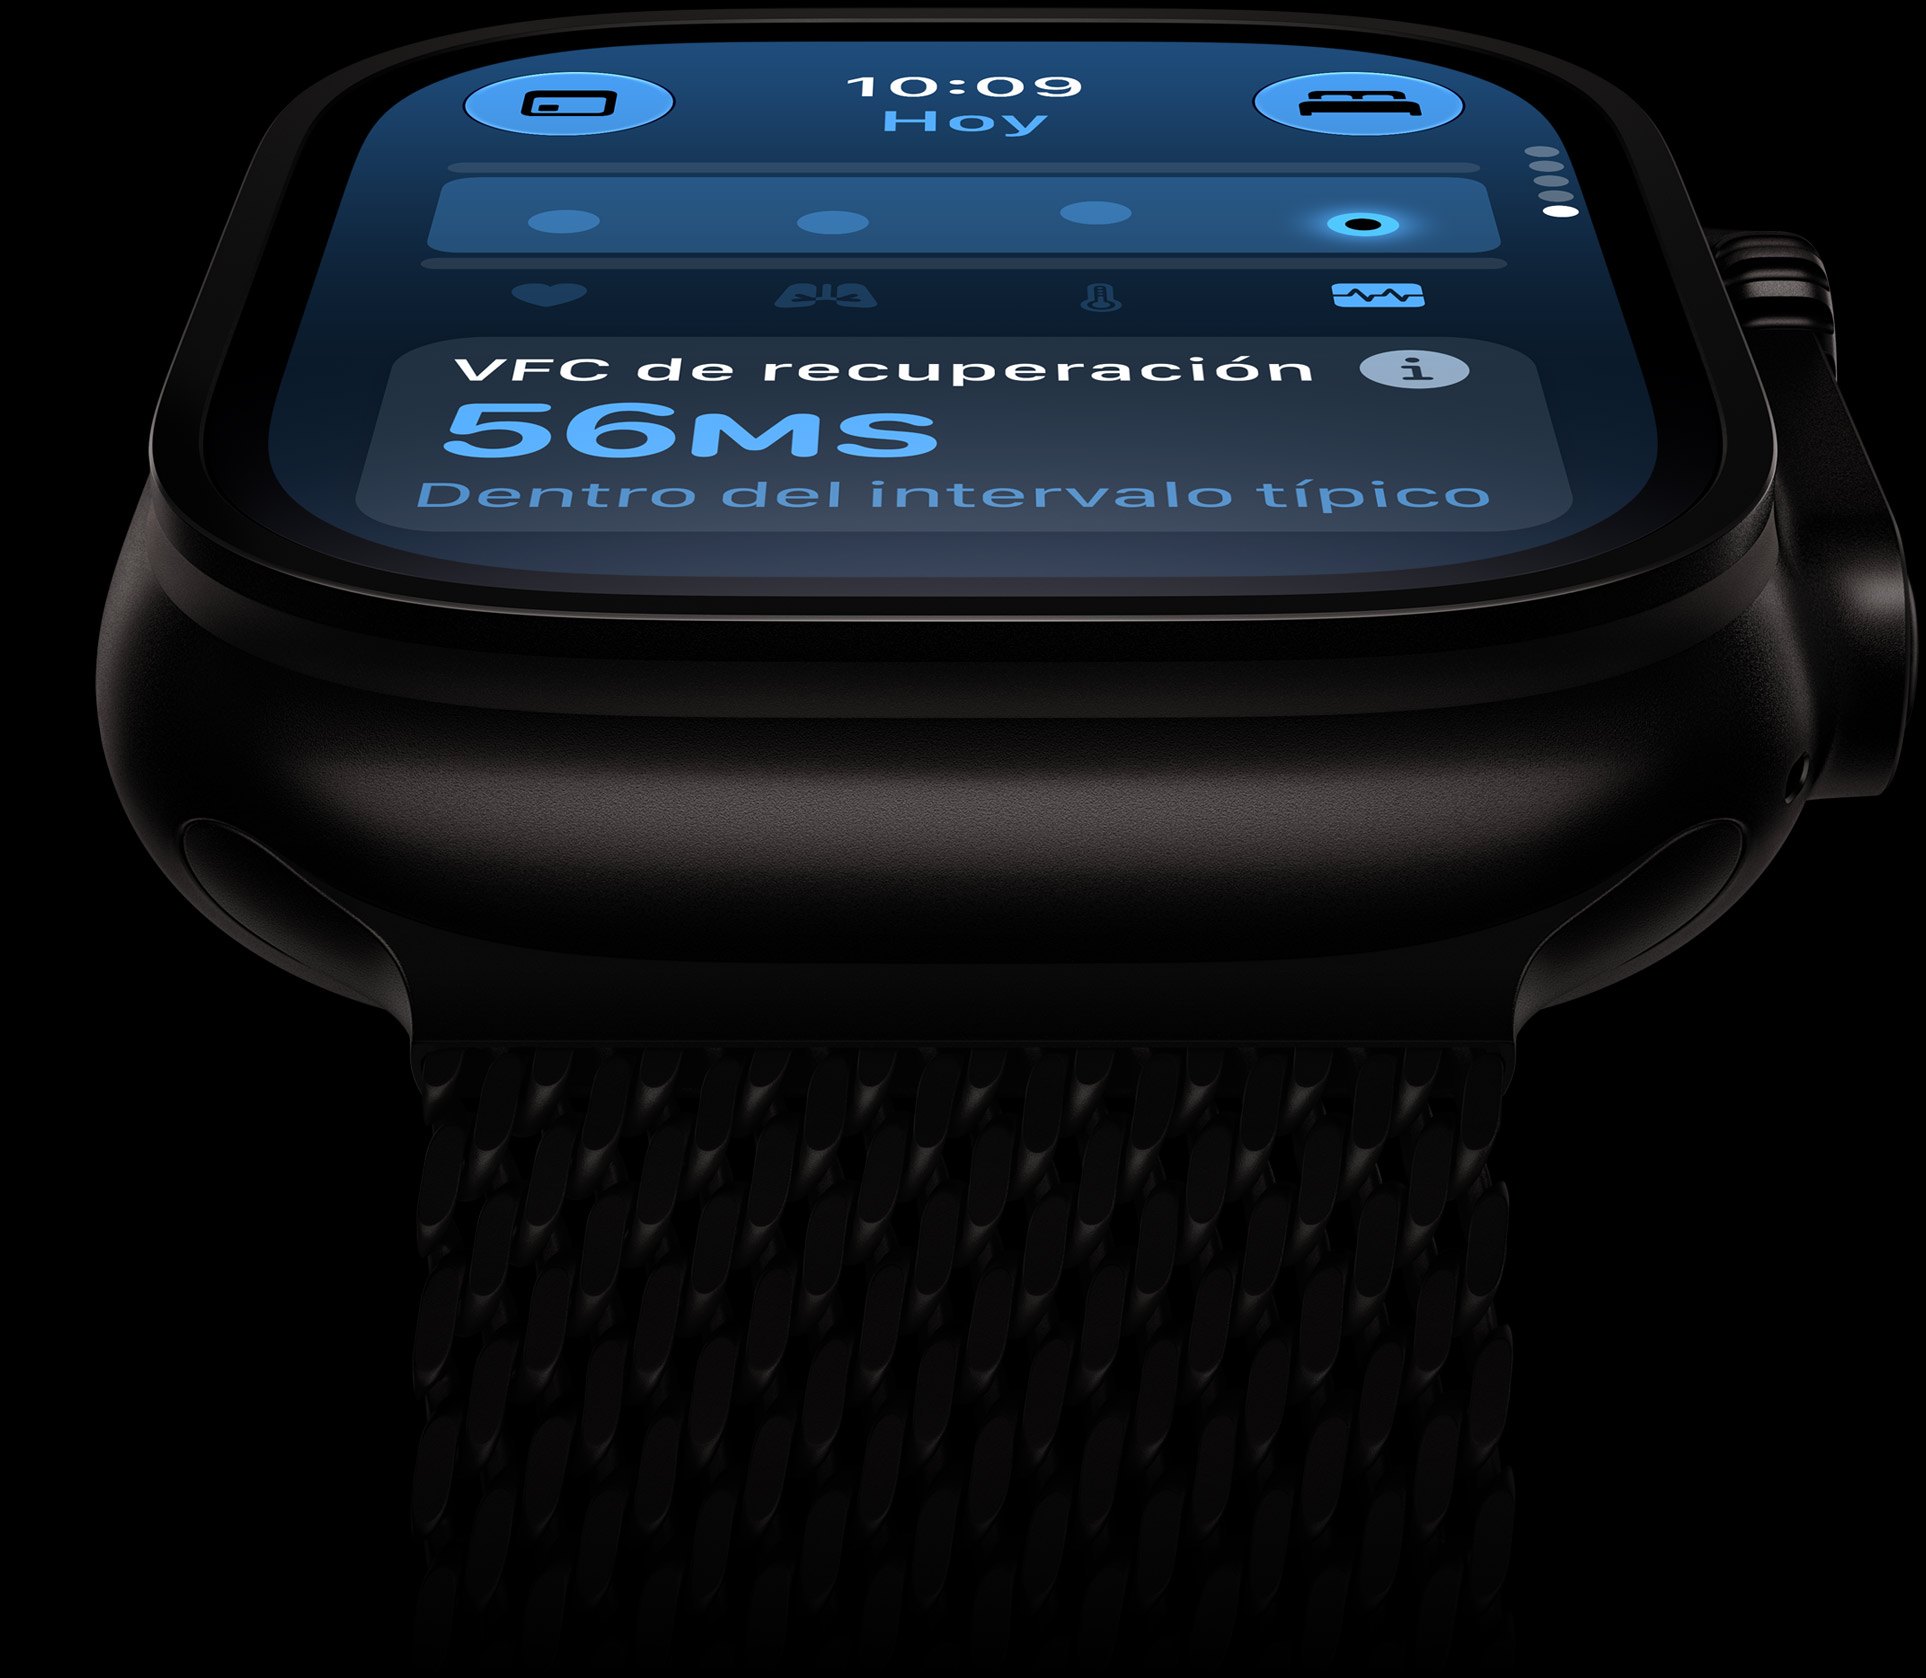 10:09
Hoy
VFC de recuperación
56MS
Dentro del intervalo típico